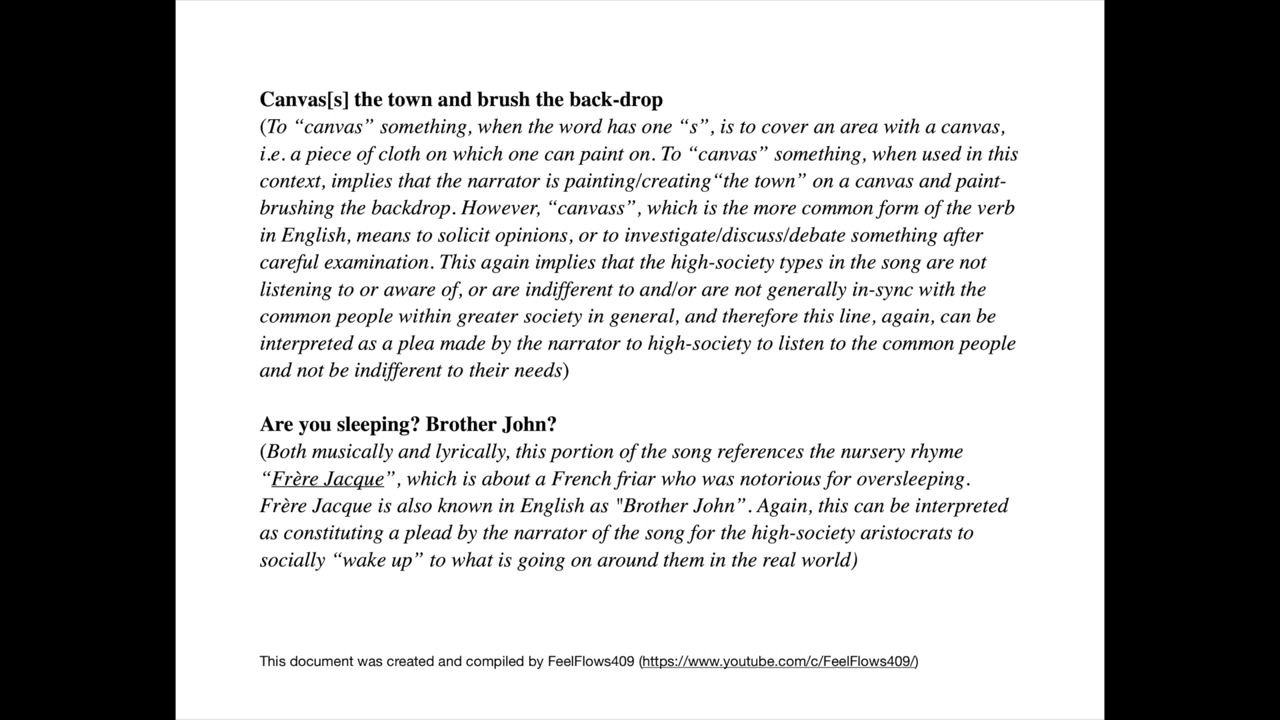 Canvas[s] the town and brush the back-drop
(To “canvas” something, when the word has one “s”, is to cover an area with a canvas,
i.e. a piece of cloth on which one can paint on. To “canvas” something, when used in this
context, implies that the narrator is painting/creating“the town” on a canvas and paint-
brushing the backdrop. However, “canvass”, which is the more common form of the verb
in English, means to solicit opinions, or to investigate/discuss/debate something after
careful examination. This again implies that the high-society types in the song are not
listening to or aware of, or are indifferent to and/or are not generally in-sync with the
common people within greater society in general, and therefore this line, again, can be
interpreted as a plea made by the narrator to high-society to listen to the common people
and not be indifferent to their needs)
Are you sleeping? Brother John?
(Both musically and lyrically, this portion of the song references the nursery rhyme
“Frère Jacque”, which is about a French friar who was notorious for oversleeping.
Frère Jacque is also known in English as "Brother John”. Again, this can be interpreted
as constituting a plead by the narrator of the song for the high-society aristocrats to
socially “wake up” to what is going on around them in the real world)
This document was created and compiled by FeelFlows409 (https://www.youtube.com/c/FeelFlows409/)